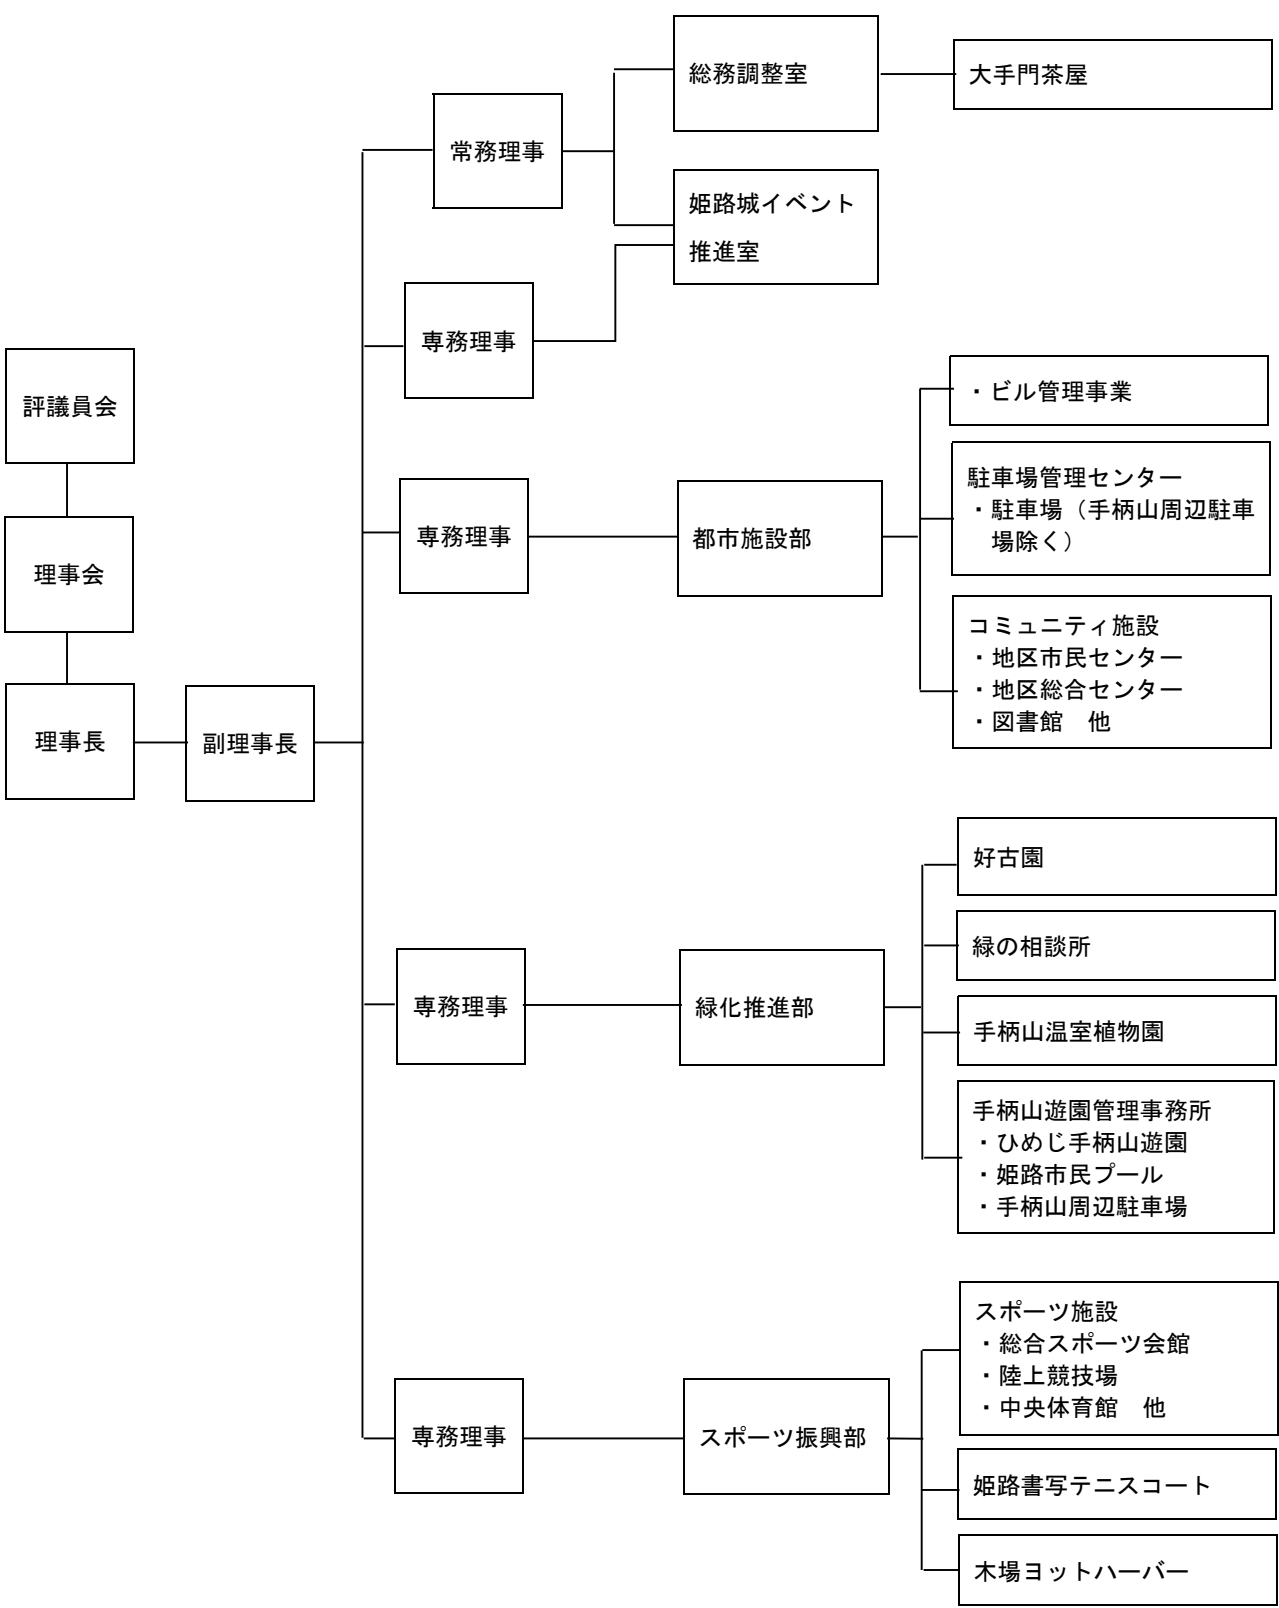 総務調整室
大手門茶屋
常務理事
姫路城イベント
推進室
専務理事
評議員会
・ビル管理事業
駐車場管理センター
・駐車場（手柄山周辺駐車
場除く）
専務理事
都市施設部
理事会
コミュニティ施設
・地区市民センター
・地区総合センター
・図書館　他
理事長
副理事長
好古園
緑の相談所
専務理事
緑化推進部
手柄山温室植物園
手柄山遊園管理事務所
・ひめじ手柄山遊園
・姫路市民プール
・手柄山周辺駐車場
スポーツ施設
・総合スポーツ会館
・陸上競技場
・中央体育館　他
専務理事
スポーツ振興部
姫路書写テニスコート
木場ヨットハーバー